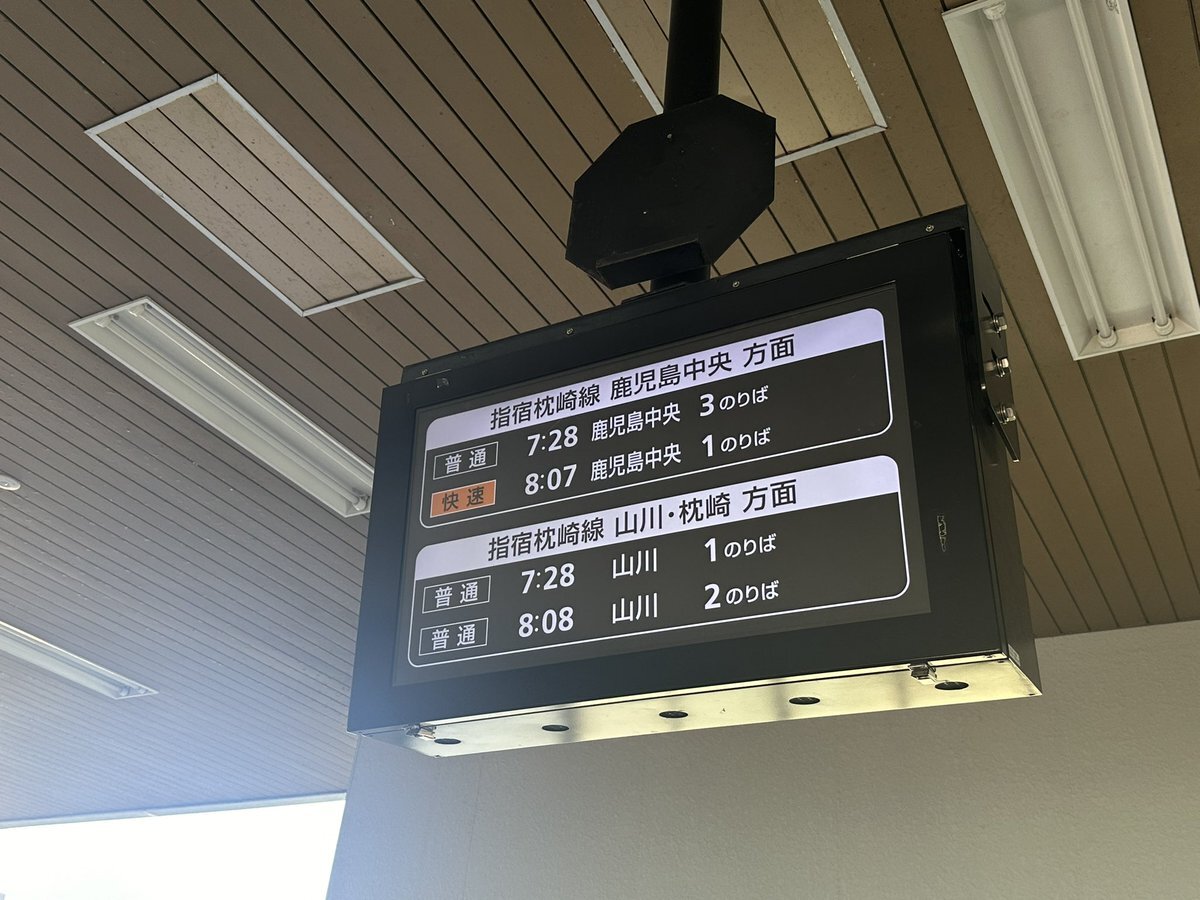 指宿枕崎線 鹿児島中央 方面
普通 7:28 鹿児島中央 3のりば
快速 8:07 鹿児島中央 1のりば
指宿枕崎線 山川・枕崎 方面
普通 7:28 山川 1のりば
普通 8:08 山川 2のりば